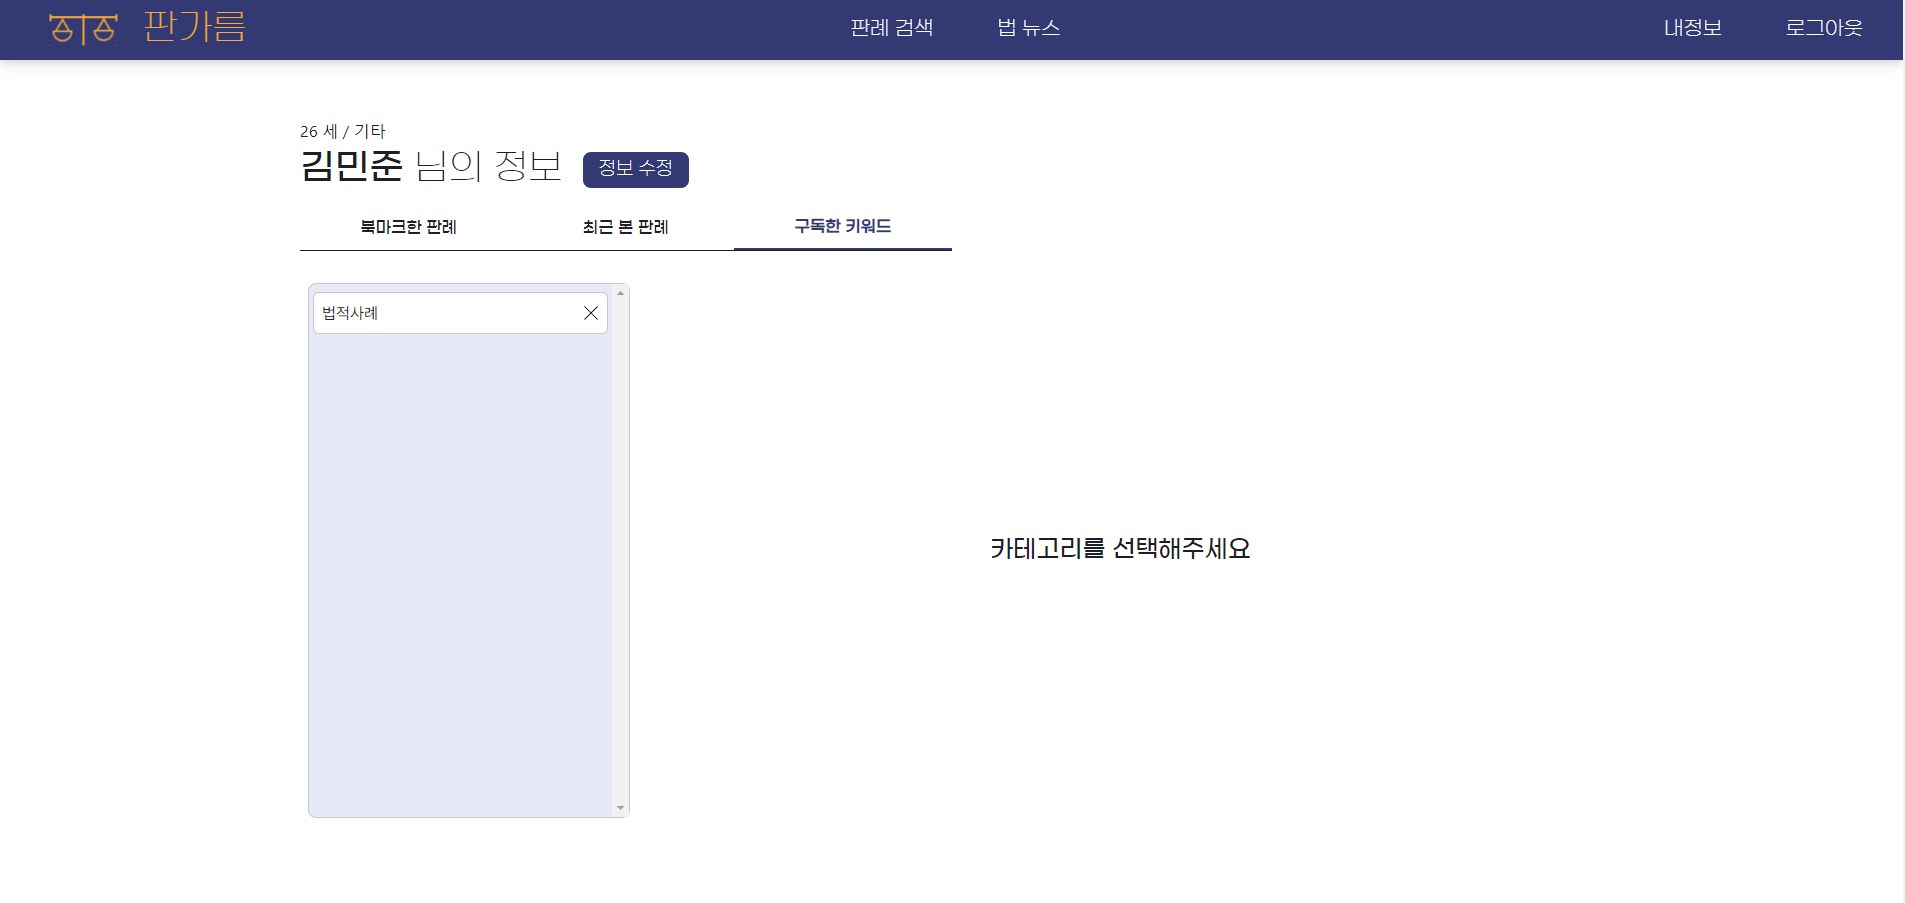 판가름
판례 검색
법 뉴스
내정보
로그아웃
26 세 / 기타
김민준 님의 정보
정보 수정
북마크한 판례
최근 본 판례
구독한 키워드
법적사례
카테고리를 선택해주세요